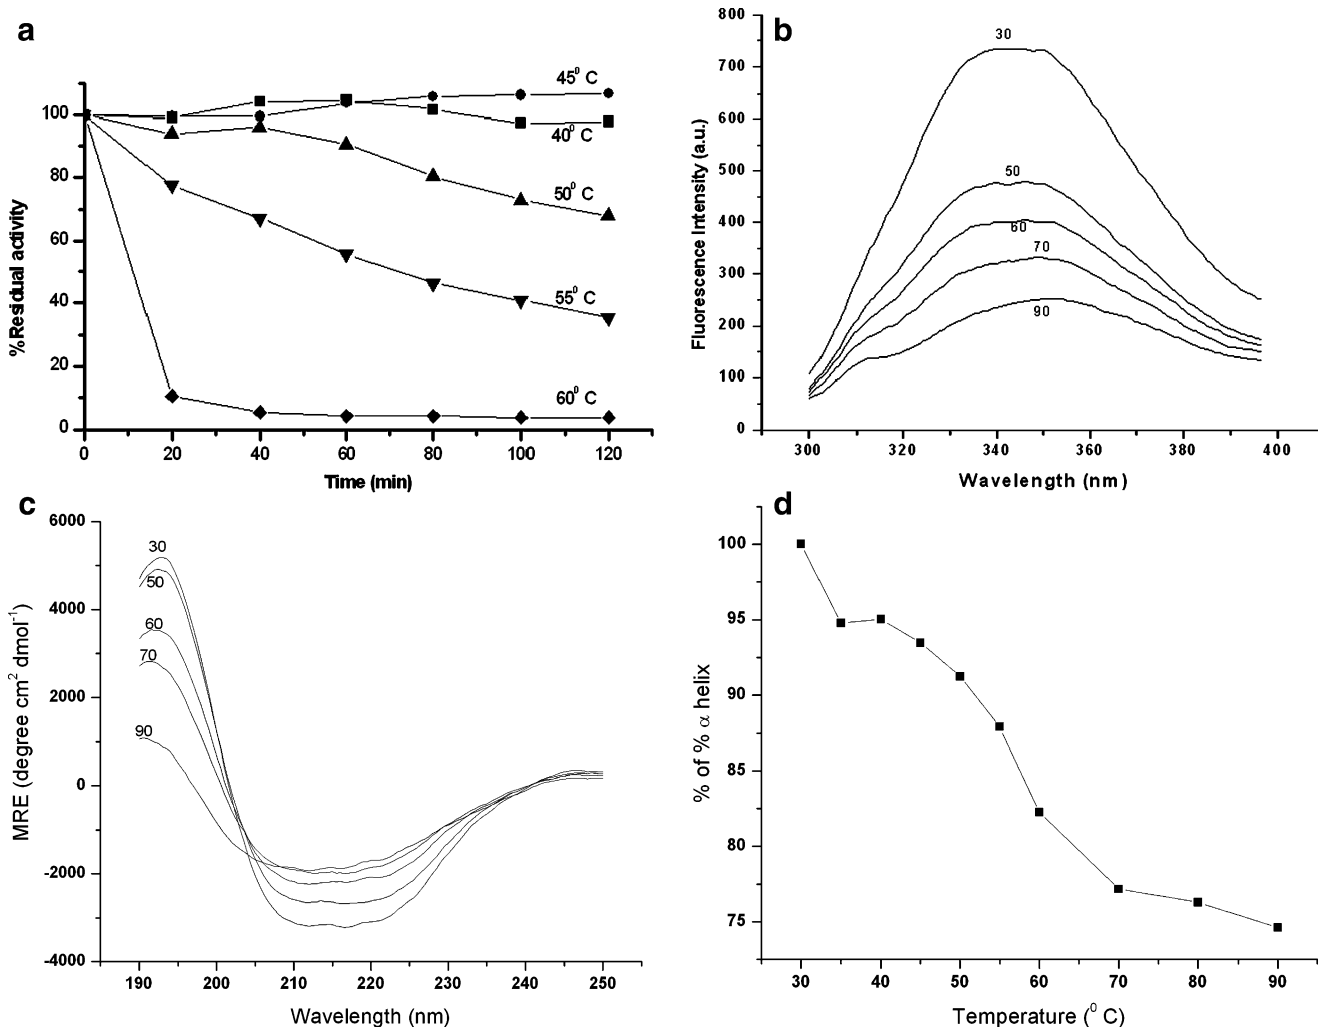 a
100
80
60
40
20
0
0 20 40 60 80 100 120
%Residual activity
Time (min)
45⁰ C
40⁰ C
50⁰ C
55⁰ C
60⁰ C
b
800
700
600
500
400
300
200
100
0
300 320 340 360 380 400
Fluorescence Intensity (a.u.)
Wavelength (nm)
30
50
60
70
90
c
6000
4000
2000
0
-2000
-4000
190 200 210 220 230 240 250
MRE (degree cm² dmol⁻¹)
Wavelength (nm)
30
50
60
70
90
d
100
95
90
85
80
75
30 40 50 60 70 80 90
% of % α helix
Temperature (⁰ C)